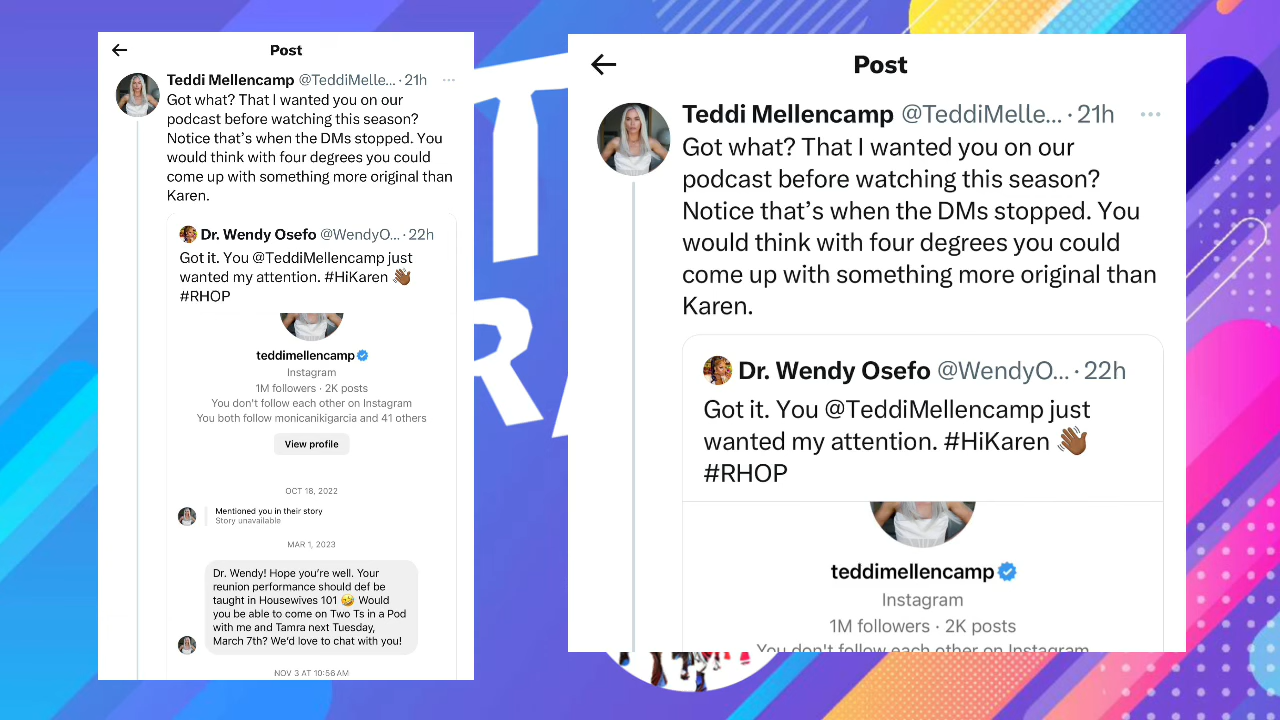 Post
Teddi Mellencamp @TeddiMelle... · 21h
Got what? That I wanted you on our
podcast before watching this season?
Notice that’s when the DMs stopped. You
would think with four degrees you could
come up with something more original than
Karen.
Dr. Wendy Osefo @WendyO... · 22h
Got it. You @TeddiMellencamp just
wanted my attention. #HiKaren 👋🏾
#RHOP
teddimellencamp
Instagram
1M followers · 2K posts
You don't follow each other on Instagram
You both follow monicanikigarcia and 41 others
View profile
OCT 18, 2022
Mentioned you in their story
Story unavailable
MAR 1, 2023
Dr. Wendy! Hope you're well. Your
reunion performance should def be
taught in Housewives 101 🤣 Would
you be able to come on Two Ts in a Pod
with me and Tamra next Tuesday,
March 7th? We'd love to chat with you!
NOV 3 AT 10:56 AM
Post
Teddi Mellencamp @TeddiMelle... · 21h
Got what? That I wanted you on our
podcast before watching this season?
Notice that’s when the DMs stopped. You
would think with four degrees you could
come up with something more original than
Karen.
Dr. Wendy Osefo @WendyO... · 22h
Got it. You @TeddiMellencamp just
wanted my attention. #HiKaren 👋🏾
#RHOP
teddimellencamp
Instagram
1M followers · 2K posts
You don't follow each other on Instagram